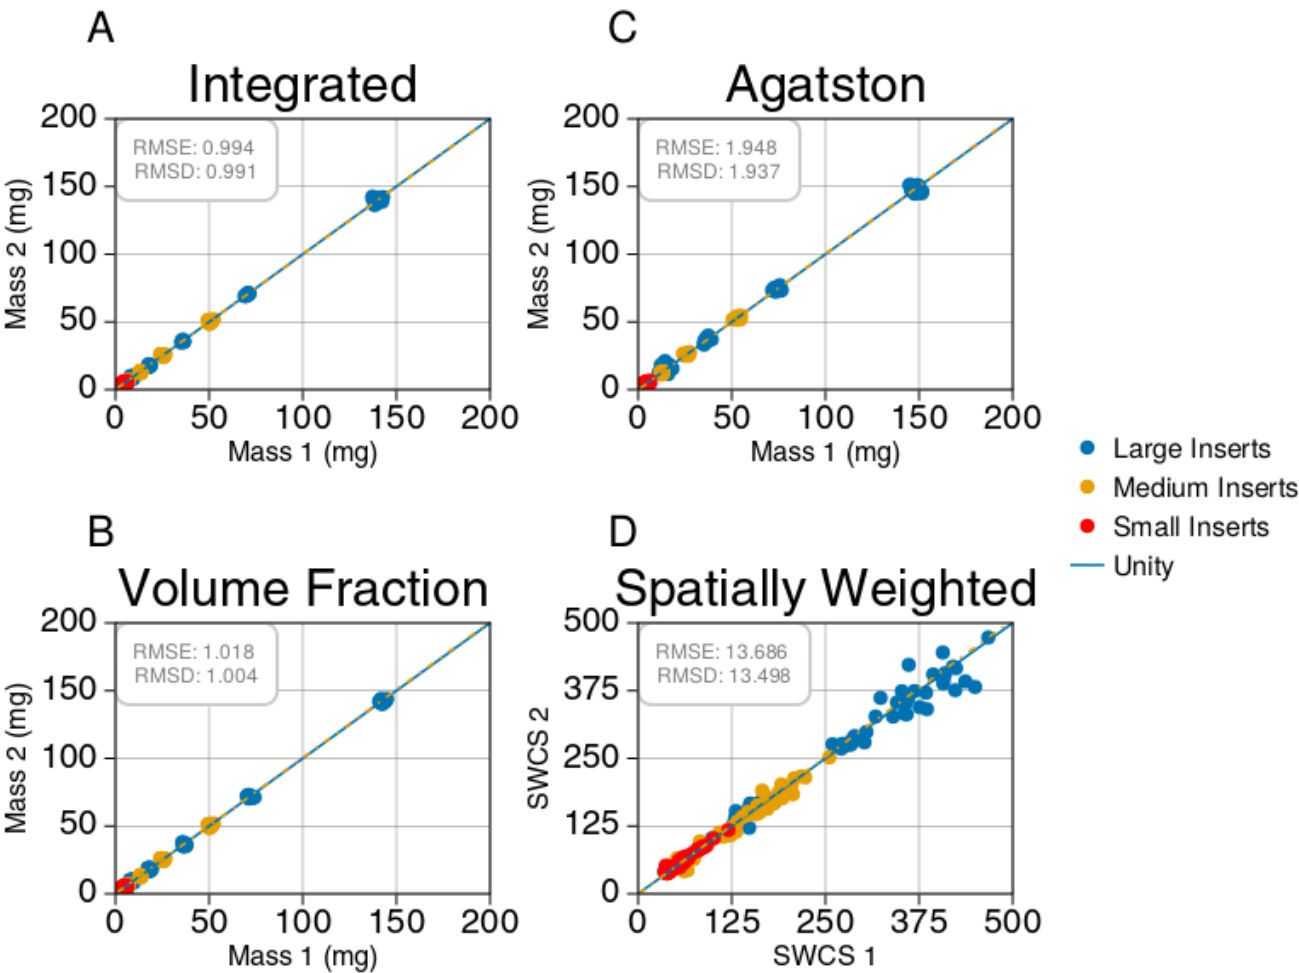 A
Integrated
200
150
100
50
0
RMSE: 0.994
RMSD: 0.991
Mass 2 (mg)
0 50 100 150 200
Mass 1 (mg)
C
Agatston
200
150
100
50
0
RMSE: 1.948
RMSD: 1.937
Mass 2 (mg)
0 50 100 150 200
Mass 1 (mg)
B
Volume Fraction
200
150
100
50
0
RMSE: 1.018
RMSD: 1.004
Mass 2 (mg)
0 50 100 150 200
Mass 1 (mg)
D
Spatially Weighted
500
375
250
125
0
RMSE: 13.686
RMSD: 13.498
SWCS 2
0 125 250 375 500
SWCS 1
Large Inserts
Medium Inserts
Small Inserts
Unity